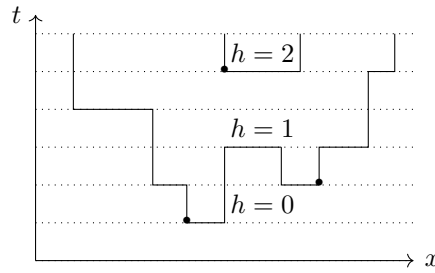 t
h = 2
h = 1
h = 0
x